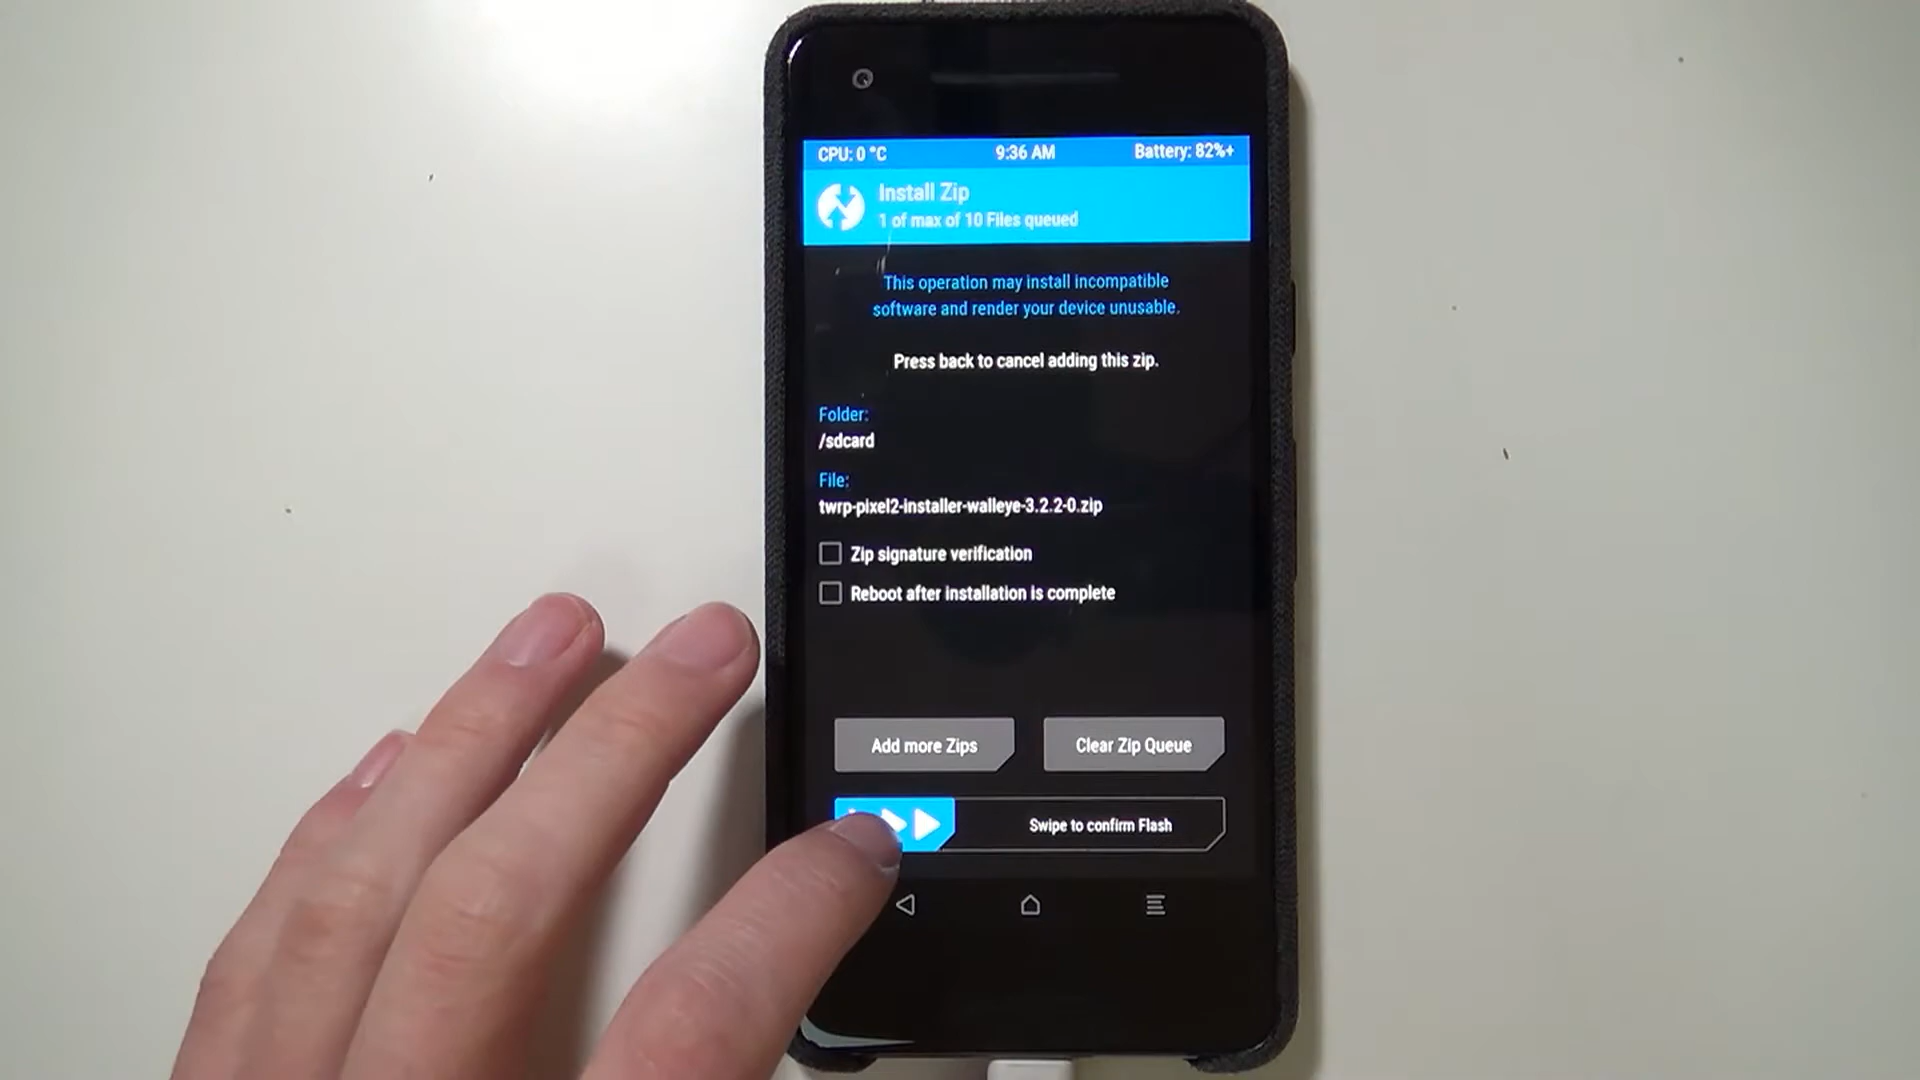 CPU: 0 °C 9:36 AM Battery: 82%+
Install Zip
1 of max of 10 Files queued
This operation may install incompatible
software and render your device unusable.
Press back to cancel adding this zip.
Folder:
/sdcard
File:
twrp-pixel2-installer-walleye-3.2.2-0.zip
Zip signature verification
Reboot after installation is complete
Add more Zips Clear Zip Queue
Swipe to confirm Flash